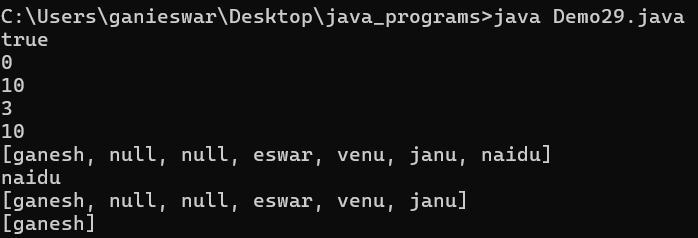 C:\Users\ganieswar\Desktop\java_programs>java Demo29.java
true
0
10
3
10
[ganesh, null, null, eswar, venu, janu, naidu]
naidu
[ganesh, null, null, eswar, venu, janu]
[ganesh]